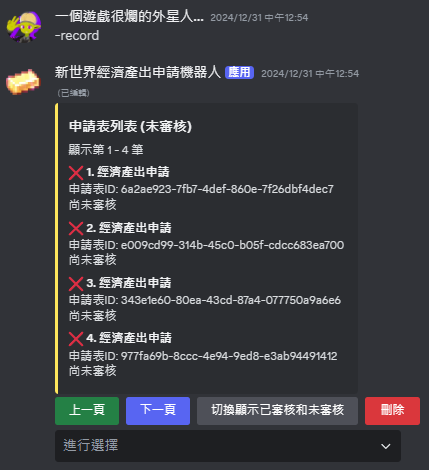 一個遊戲很爛的外星人... 2024/12/31 中午12:54
-record
新世界經濟產出申請機器人 應用 2024/12/31 中午12:54
(已編輯)
申請表列表 (未審核)
顯示第 1 - 4 筆
❌ 1. 經濟產出申請
申請表ID: 6a2ae923-7fb7-4def-860e-7f26dbf4dec7
尚未審核
❌ 2. 經濟產出申請
申請表ID: e009cd99-314b-45c0-b05f-cdcc683ea700
尚未審核
❌ 3. 經濟產出申請
申請表ID: 343e1e60-80ea-43cd-87a4-077750a9a6e6
尚未審核
❌ 4. 經濟產出申請
申請表ID: 977fa69b-8ccc-4e94-9ed8-e3ab94491412
尚未審核
上一頁 下一頁 切換顯示已審核和未審核 刪除
進行選擇